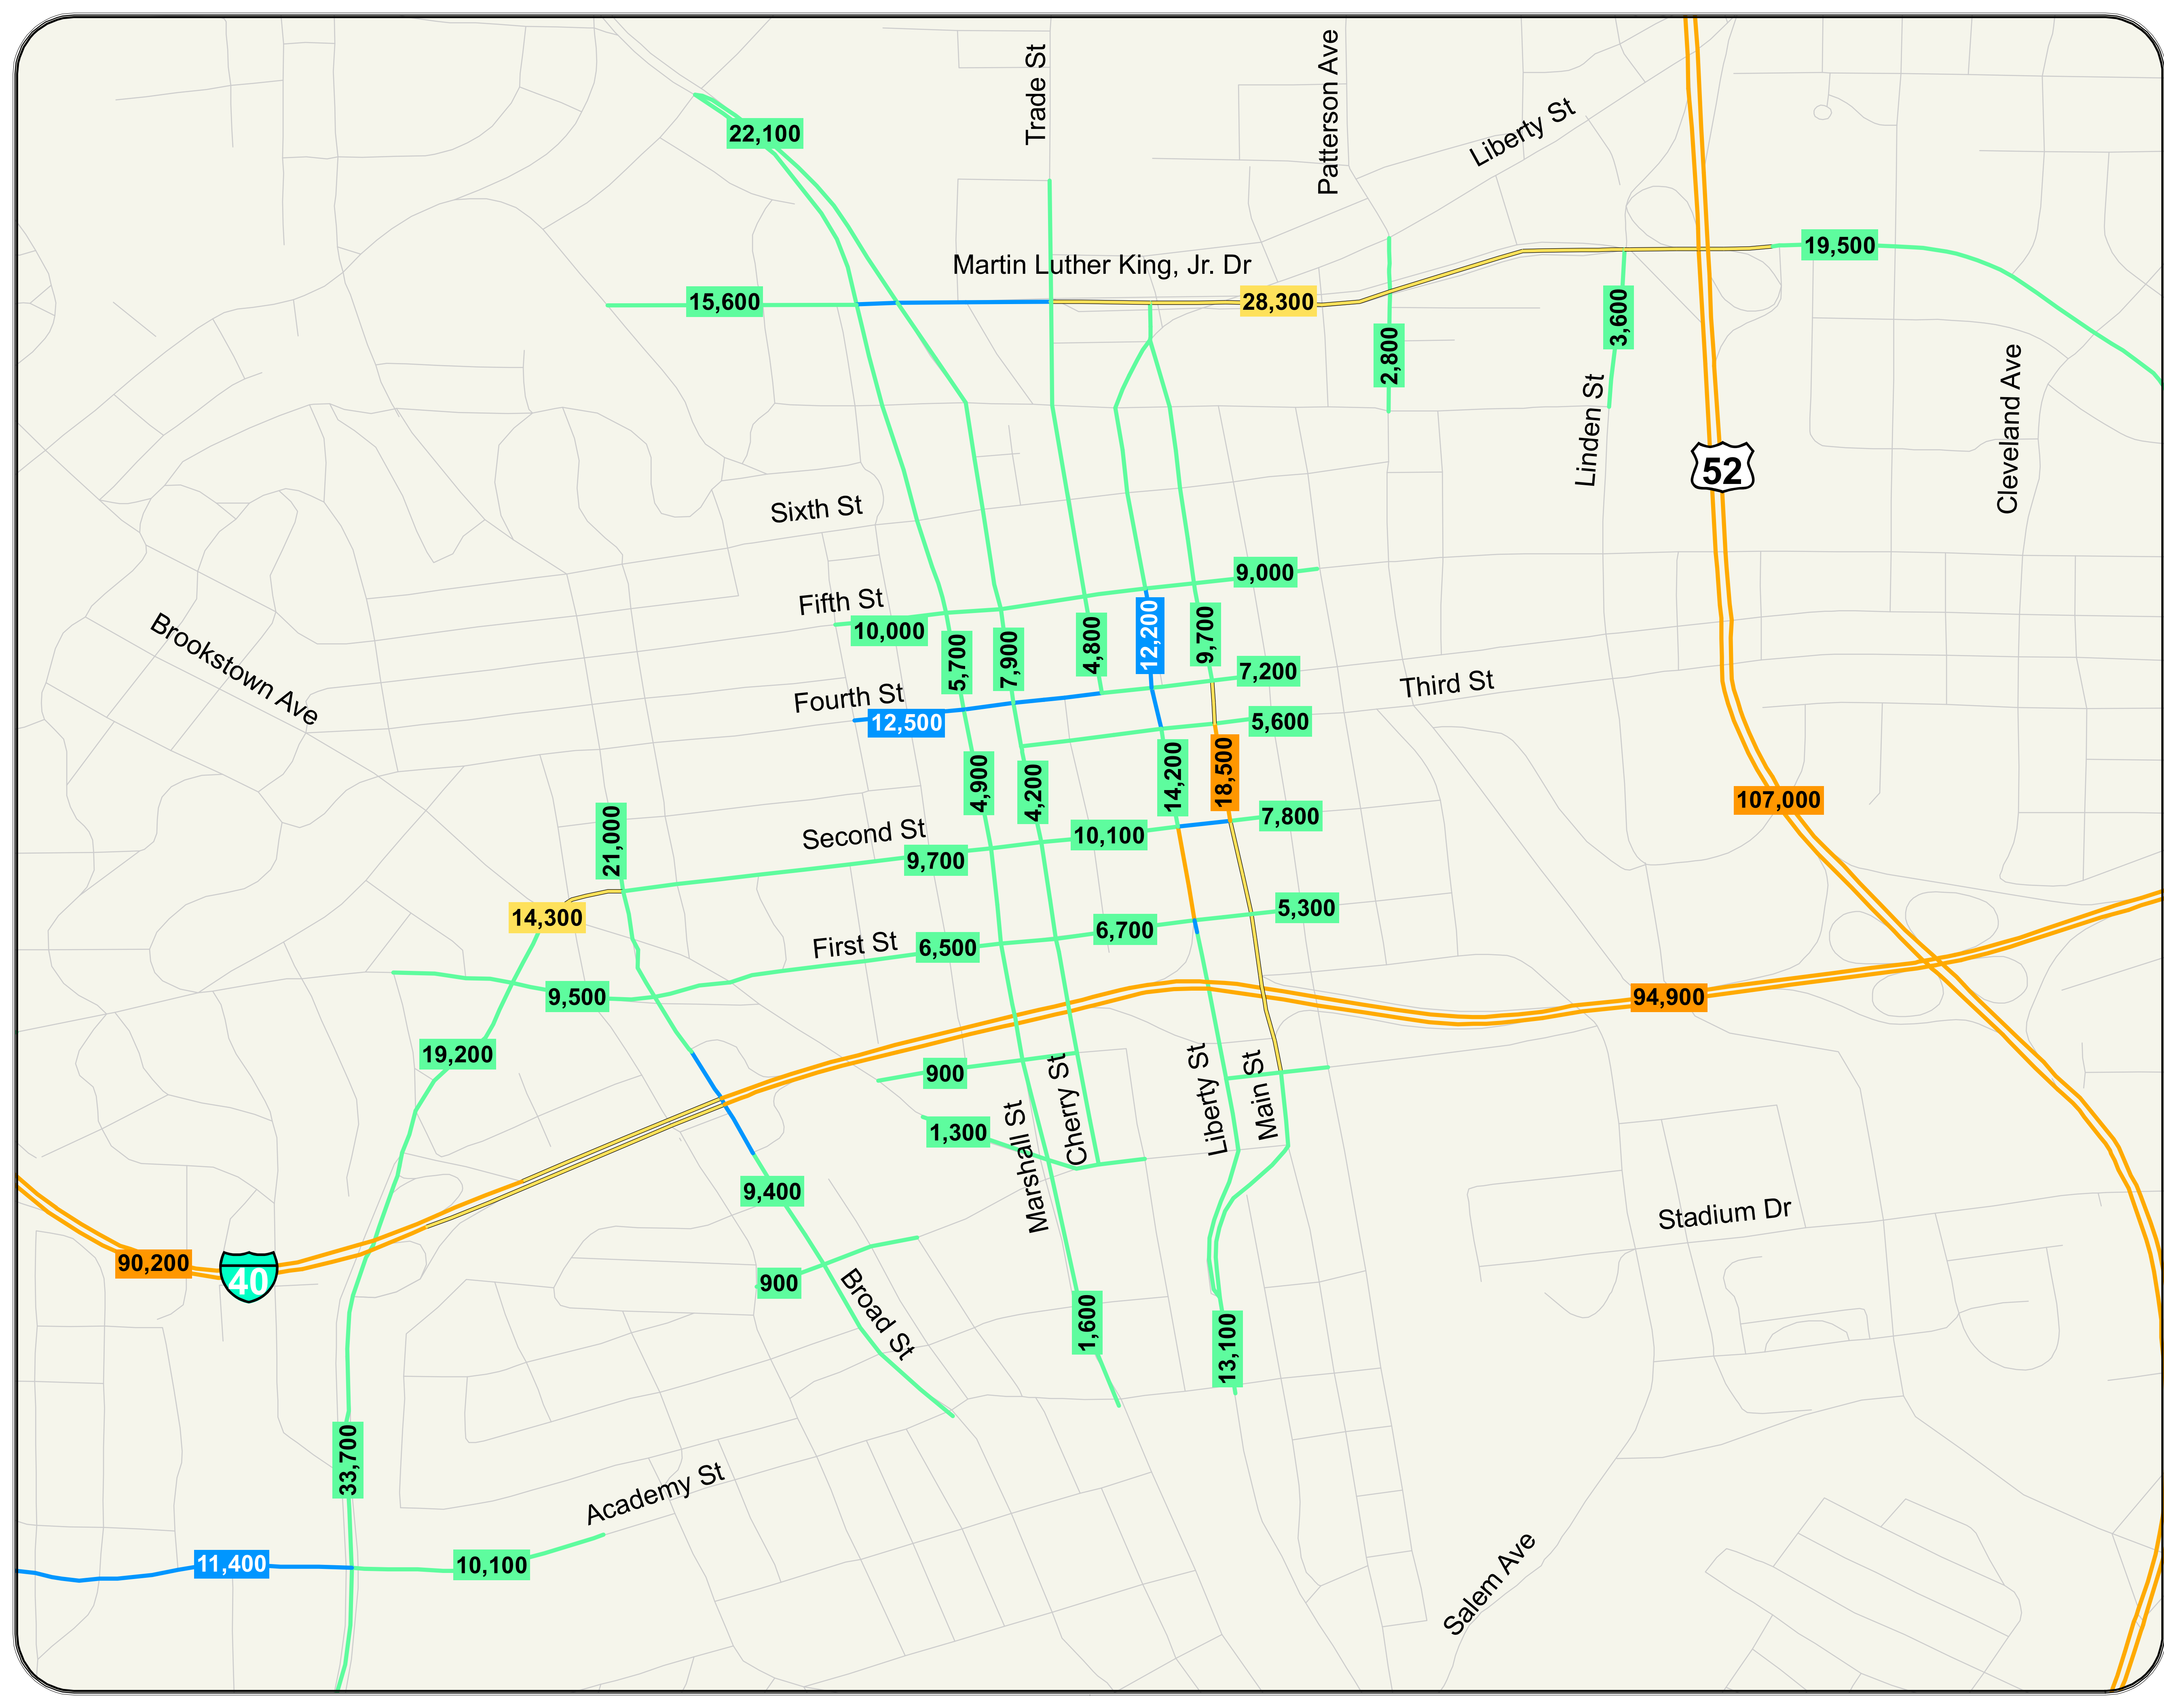 Trade St
Patterson Ave
Liberty St
22,100
19,500
Martin Luther King, Jr. Dr
15,600
28,300
3,600
2,800
Linden St
Cleveland Ave
52
Sixth St
9,000
Fifth St
10,000
5,700
7,900
4,800
12,200
9,700
7,200
Brookstown Ave
Fourth St
12,500
Third St
5,600
4,900
4,200
14,200
18,500
107,000
21,000
Second St
9,700
10,100
7,800
14,300
First St
6,500
6,700
5,300
9,500
94,900
19,200
900
Marshall St
Cherry St
Liberty St
Main St
1,300
9,400
Stadium Dr
90,200
40
900
Broad St
1,600
13,100
33,700
Academy St
11,400
10,100
Salem Ave